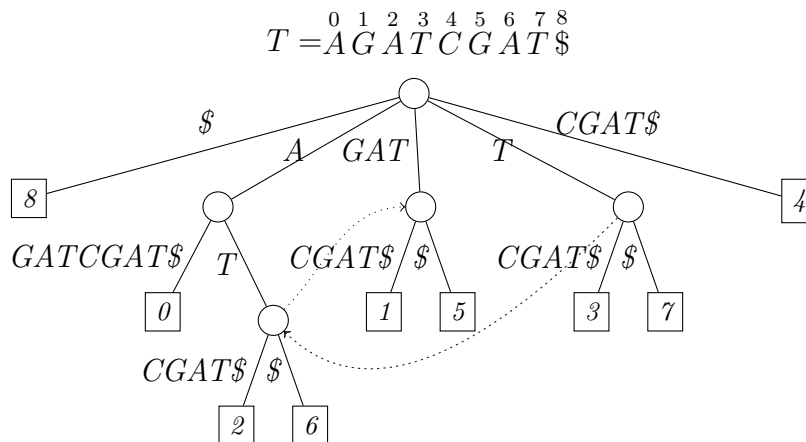 0 1 2 3 4 5 6 7 8
T = A G A T C G A T $
$ A GAT T CGAT$
8 4
GATCGAT$ T CGAT$ $ CGAT$ $
0 1 5 3 7
CGAT$ $
2 6